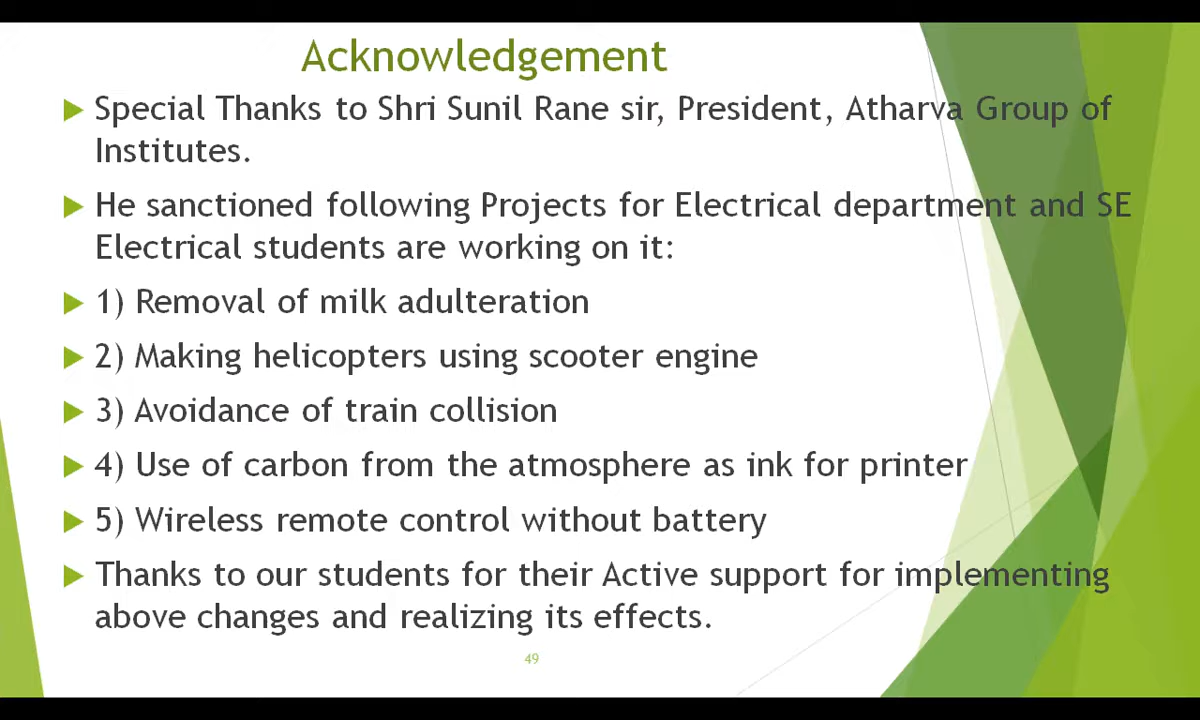 Acknowledgement
Special Thanks to Shri Sunil Rane sir, President, Atharva Group of
Institutes.
He sanctioned following Projects for Electrical department and SE
Electrical students are working on it:
1) Removal of milk adulteration
2) Making helicopters using scooter engine
3) Avoidance of train collision
4) Use of carbon from the atmosphere as ink for printer
5) Wireless remote control without battery
Thanks to our students for their Active support for implementing
above changes and realizing its effects.
49